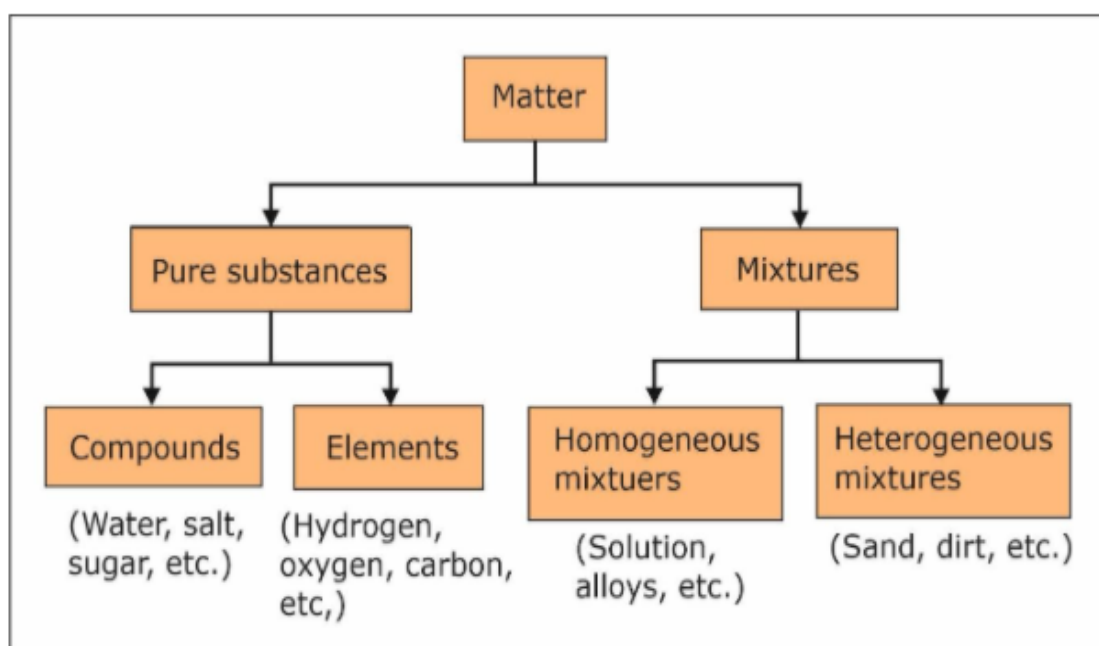 Matter
Pure substances
Mixtures
Compounds
Elements
Homogeneous
mixtuers
Heterogeneous
mixtures
(Water, salt,
sugar, etc.)
(Hydrogen,
oxygen, carbon,
etc,)
(Solution,
alloys, etc.)
(Sand, dirt, etc.)